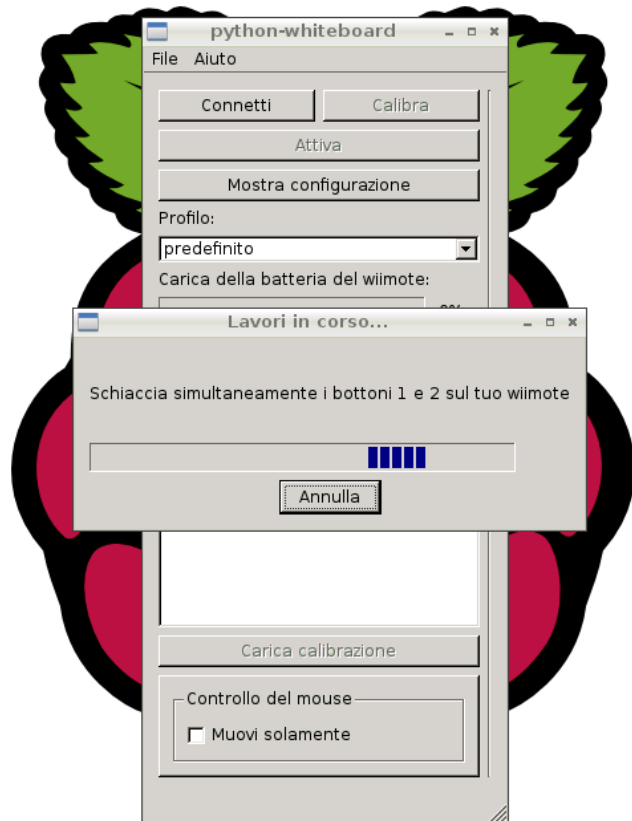 python-whiteboard
File Aiuto
Connetti Calibra
Attiva
Mostra configurazione
Profilo:
predefinito
Carica della batteria del wiimote:
Lavori in corso...
Schiaccia simultaneamente i bottoni 1 e 2 sul tuo wiimote
Annulla
Carica calibrazione
Controllo del mouse
Muovi solamente